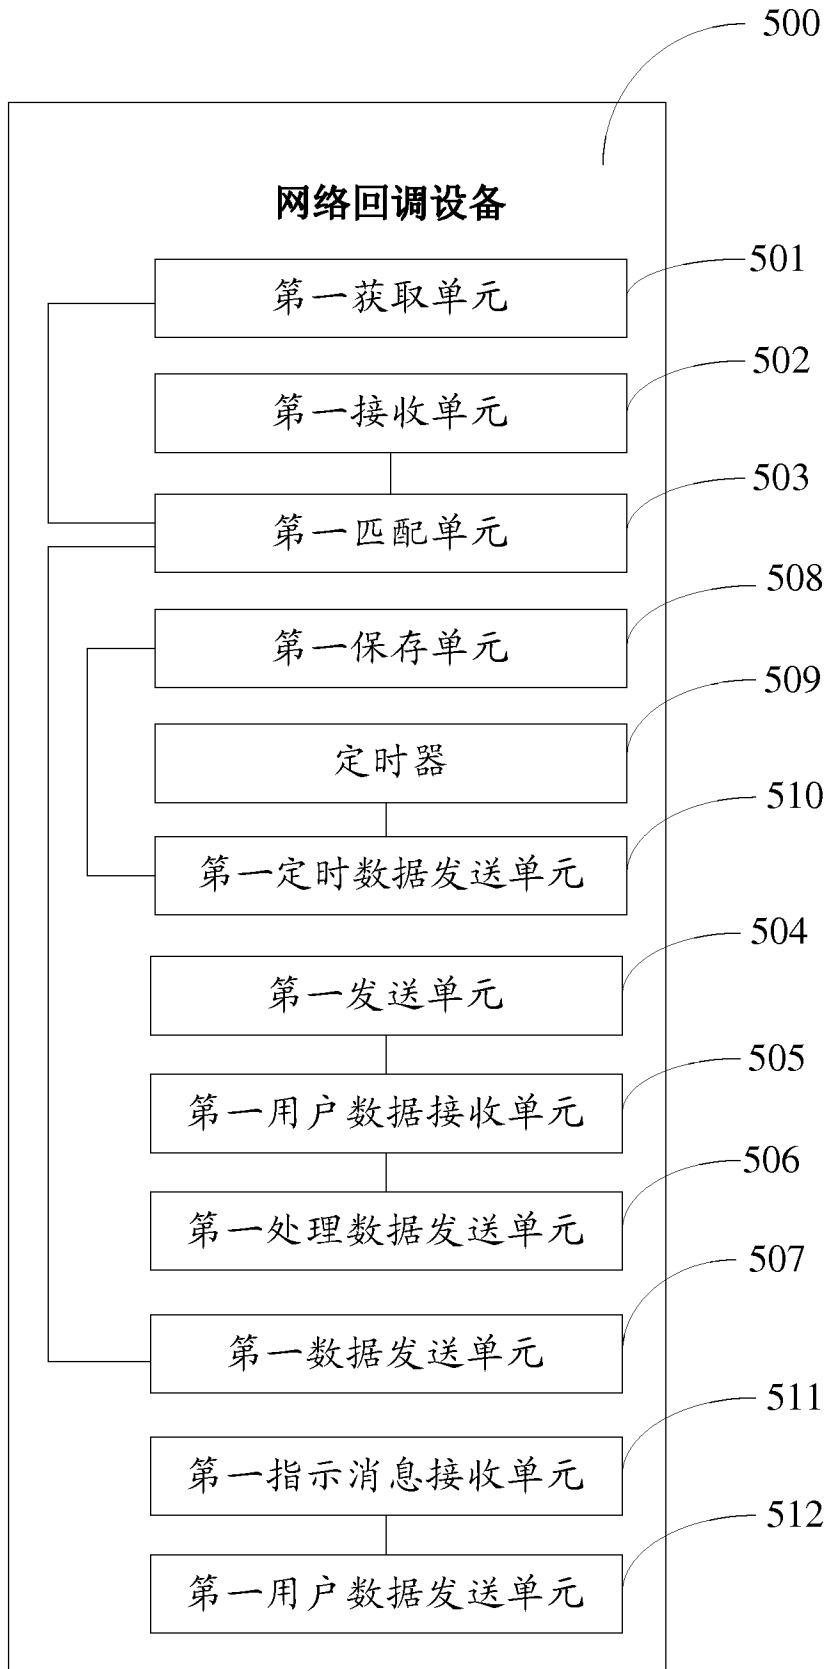 500
网络回调设备
第一获取单元
501
第一接收单元
502
第一匹配单元
503
第一保存单元
508
定时器
509
第一定时数据发送单元
510
第一发送单元
504
第一用户数据接收单元
505
第一处理数据发送单元
506
第一数据发送单元
507
第一指示消息接收单元
511
第一用户数据发送单元
512